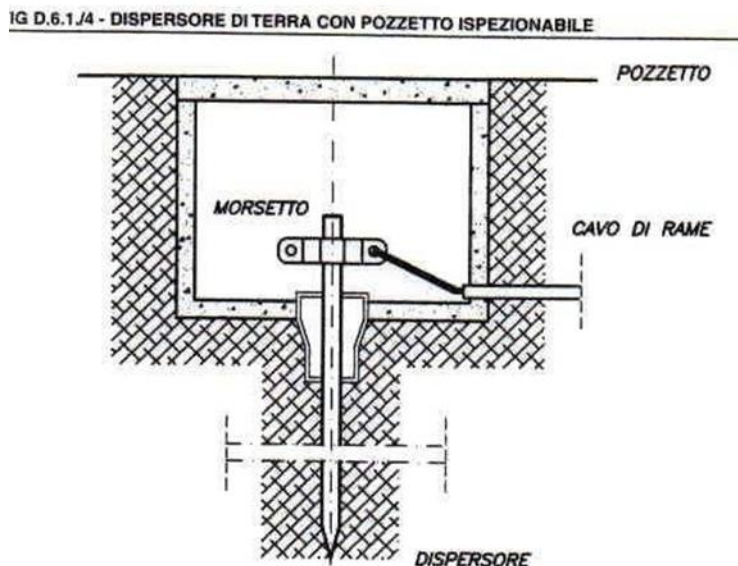 IG D.6.1./4 - DISPERSORE DI TERRA CON POZZETTO ISPEZIONABILE
POZZETTO
MORSETTO
CAVO DI RAME
DISPERSORE